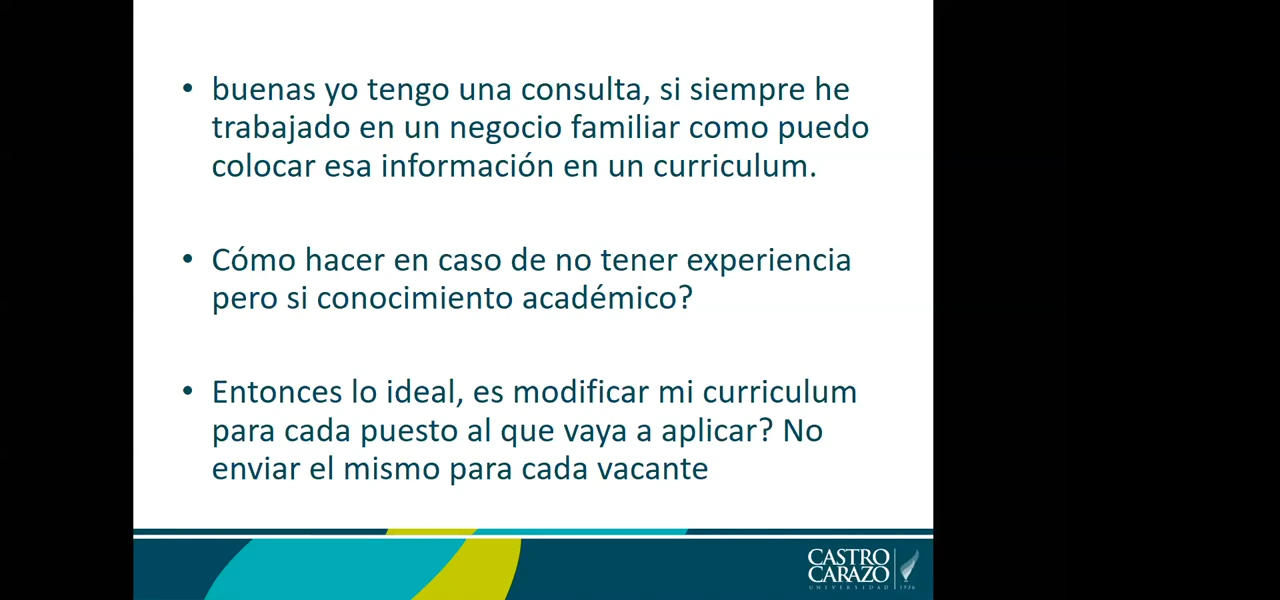 • buenas yo tengo una consulta, si siempre he
trabajado en un negocio familiar como puedo
colocar esa información en un curriculum.
• Cómo hacer en caso de no tener experiencia
pero si conocimiento académico?
• Entonces lo ideal, es modificar mi curriculum
para cada puesto al que vaya a aplicar? No
enviar el mismo para cada vacante
CASTRO
CARAZO
UNIVERSIDAD 1936